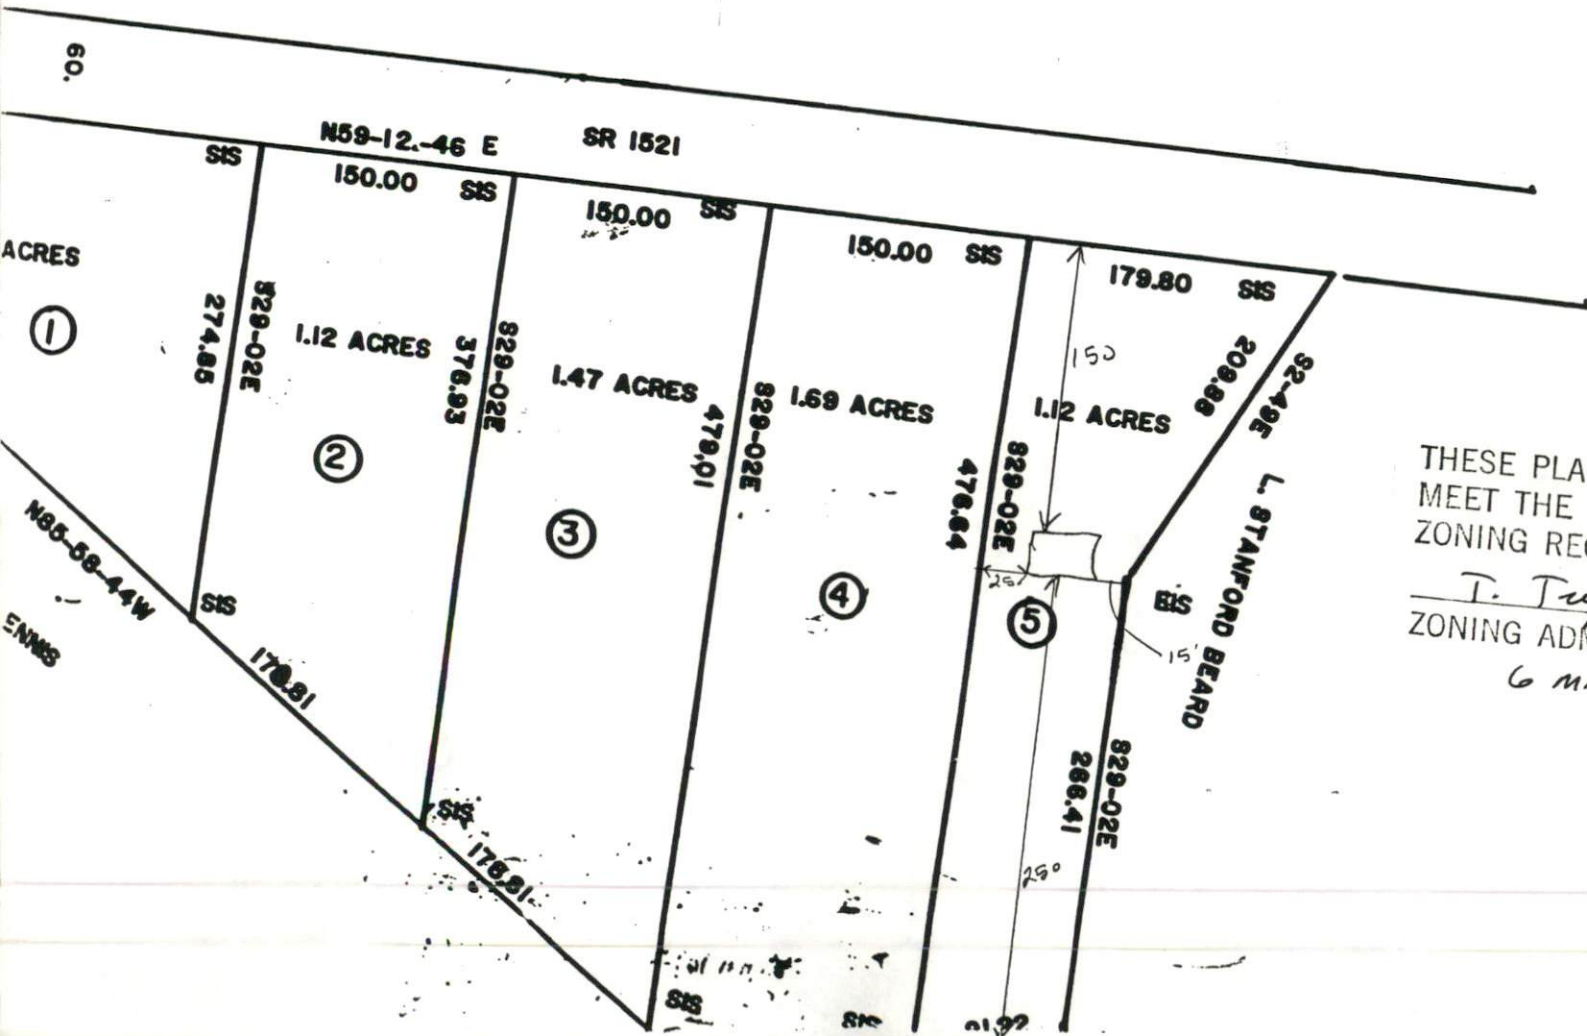 60.
N59-12.-46 E
SR 1521
SIS
150.00
SIS
150.00
SIS
150.00
SIS
179.80
SIS
ACRES
1
S29-02E
274.85
1.12 ACRES
2
S29-02E
376.93
1.47 ACRES
3
S29-02E
479.01
1.69 ACRES
4
S29-02E
476.64
150
1.12 ACRES
5
25
15'
250
S2-49E
209.88
L. STANFORD BEARD
EIS
S29-02E
266.41
N85-58-44W
ENNIS
SIS
178.81
SIS
178.81
SIS
SIS
THESE PLA
MEET THE
ZONING REG
ZONING ADM